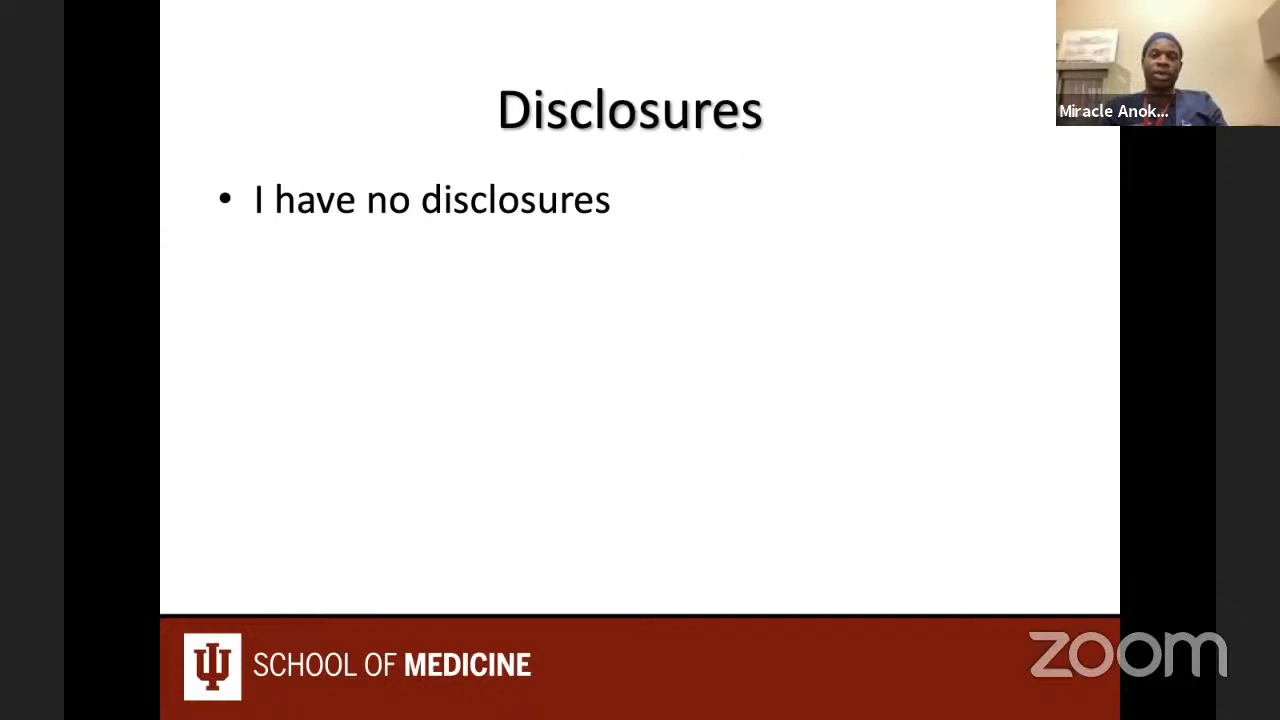 Disclosures
• I have no disclosures
Miracle Anok...
SCHOOL OF MEDICINE
zoom